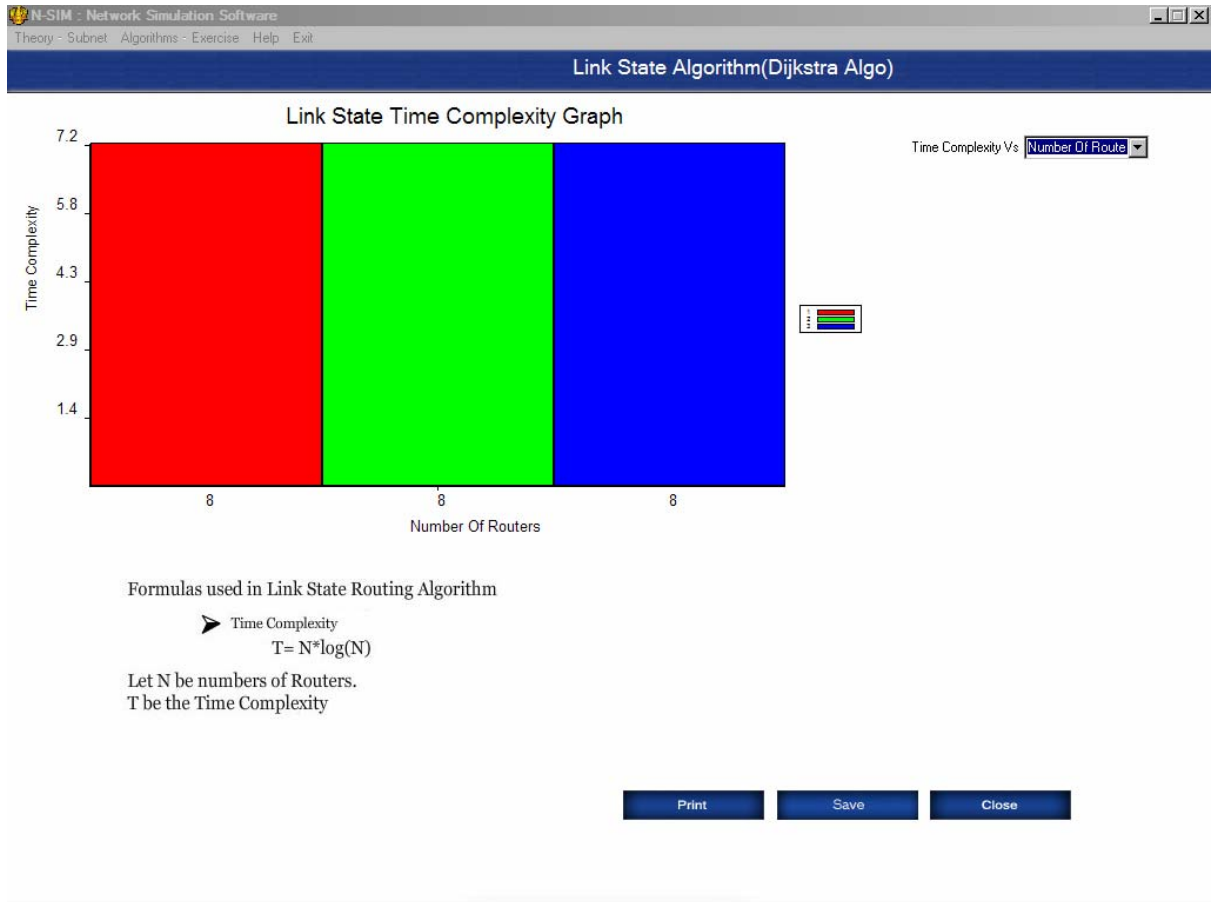 N-SIM : Network Simulation Software
Theory - Subnet Algorithms - Exercise Help Exit
Link State Algorithm(Dijkstra Algo)
Link State Time Complexity Graph
Time Complexity Vs Number Of Route
7.2
5.8
4.3
2.9
1.4
Time Complexity
1
2
3
8 8 8
Number Of Routers
Formulas used in Link State Routing Algorithm
➤ Time Complexity
T= N*log(N)
Let N be numbers of Routers.
T be the Time Complexity
Print Save Close